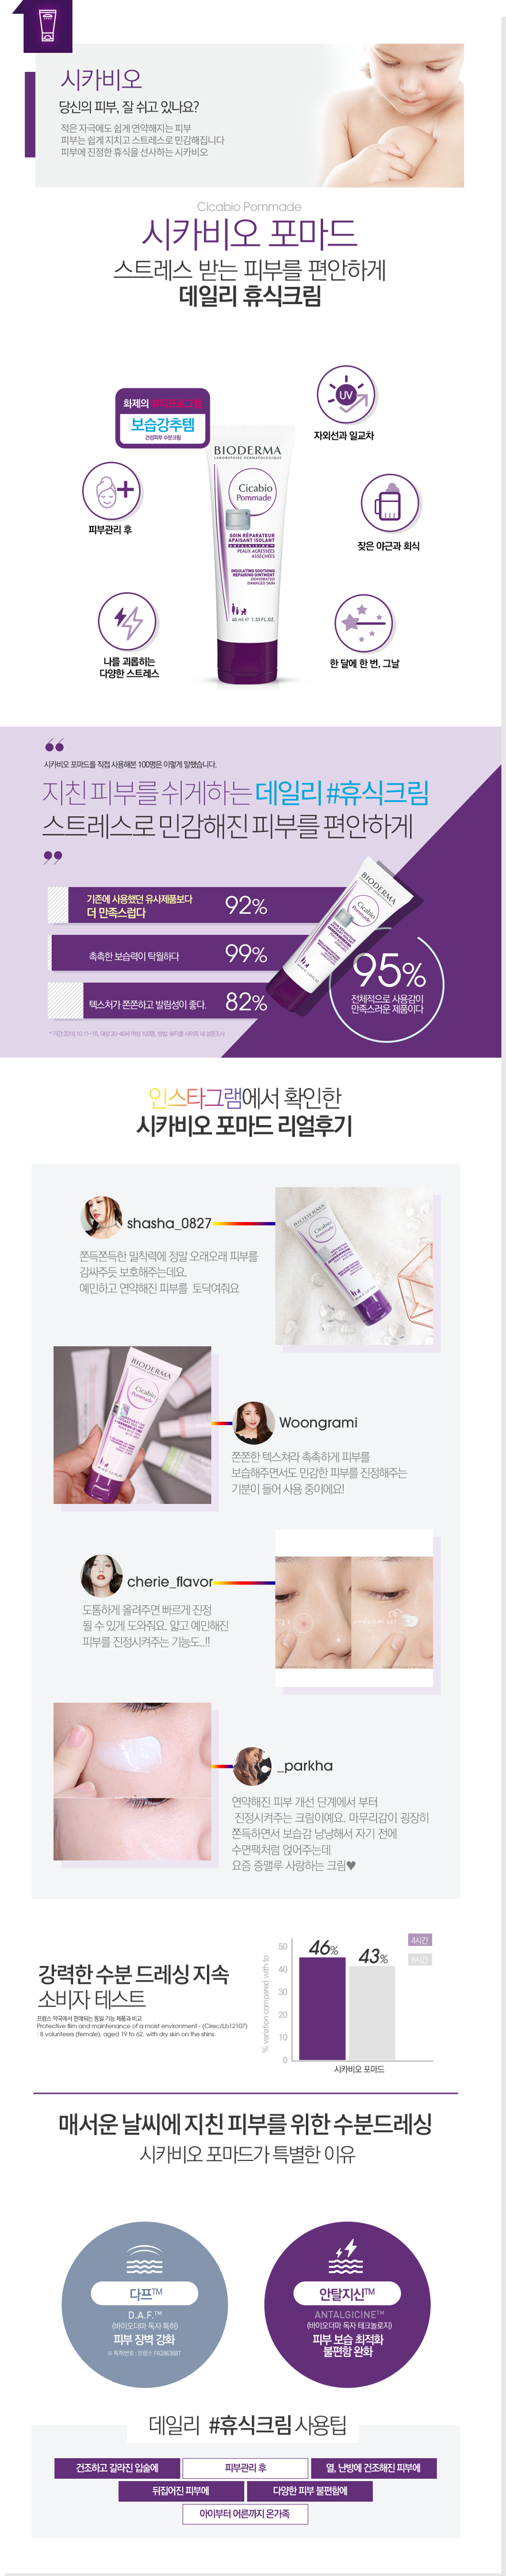 시카비오
당신의 피부, 잘 쉬고 있나요?
적은 자극에도 쉽게 연약해지는 피부
피부는 쉽게 지치고 스트레스로 민감해집니다
피부에 진정한 휴식을 선사하는 시카비오
Cicabio Pommade
시카비오 포마드
스트레스 받는 피부를 편안하게
데일리 휴식크림
화제의 뷰티프로그램
보습강추템
건성피부 수분크림
UV
자외선과 일교차
BIODERMA
LABORATOIRE DERMATOLOGIQUE
Cicabio
Pommade
SOIN RÉPARATEUR
APAISANT ISOLANT
PEAUX AGRESSÉES
ASSÉCHÉES
INSULATING SOOTHING
REPAIRING OINTMENT
DEHYDRATED
DAMAGED SKIN
40 ml e 1.33 FL.OZ.
피부관리 후
잦은 야근과 회식
나를 괴롭히는
다양한 스트레스
한 달에 한 번, 그날
시카비오 포마드를 직접 사용해본 100명은 이렇게 말했습니다.
지친 피부를 쉬게하는 데일리 #휴식크림
스트레스로 민감해진 피부를 편안하게
기존에 사용했던 유사제품보다
더 만족스럽다
92%
촉촉한 보습력이 탁월하다
99%
텍스처가 쫀쫀하고 발림성이 좋다.
82%
BIODERMA
Cicabio
Pommade
95%
전체적으로 사용감이
만족스러운 제품이다
인스타그램에서 확인한
시카비오 포마드 리얼후기
shasha_0827
쫀득쫀득한 밀착력에 정말 오래오래 피부를
감싸주듯 보호해주는데요.
예민하고 연약해진 피부를 토닥여줘요
BIODERMA
Cicabio
Pommade
BIODERMA
Cicabio
Pommade
Woongrami
쫀쫀한 텍스쳐라 촉촉하게 피부를
보습해주면서도 민감한 피부를 진정해주는
기분이 들어 사용 중이에요!
cherie_flavor
도톰하게 올려주면 빠르게 진정
될 수 있게 도와줘요. 얇고 예민해진
피부를 진정시켜주는 기능도..!!
_parkha
연약해진 피부 개선 단계에서 부터
진정시켜주는 크림이예요. 마무리감이 굉장히
쫀득하면서 보습감 낭낭해서 자기 전에
수면팩처럼 얹어주는데
요즘 증맬루 사랑하는 크림♥
강력한 수분 드레싱 지속
소비자 테스트
프랑스 약국에서 판매되는 동일 기능 제품과 비교
Protective film and maintenance of a moist environment - (Cirec/Lb12107)
: 8 volunteers (female), aged 19 to 62, with dry skin on the shins.
% variation compared with to
50
40
30
20
10
0
46%
43%
4시간
시카비오 포마드
매서운 날씨에 지친 피부를 위한 수분드레싱
시카비오 포마드가 특별한 이유
다프™
D.A.F.™
(바이오더마 독자 특허)
피부 장벽 강화
※ 특허번호 : 프랑스 FR2863887
안탈지신™
ANTALGICINE™
(바이오더마 독자 테크놀로지)
피부 보습 최적화
불편함 완화
데일리 #휴식크림 사용팁
건조하고 갈라진 입술에
피부관리 후
열, 난방에 건조해진 피부에
뒤집어진 피부에
다양한 피부 불편함에
아이부터 어른까지 온가족